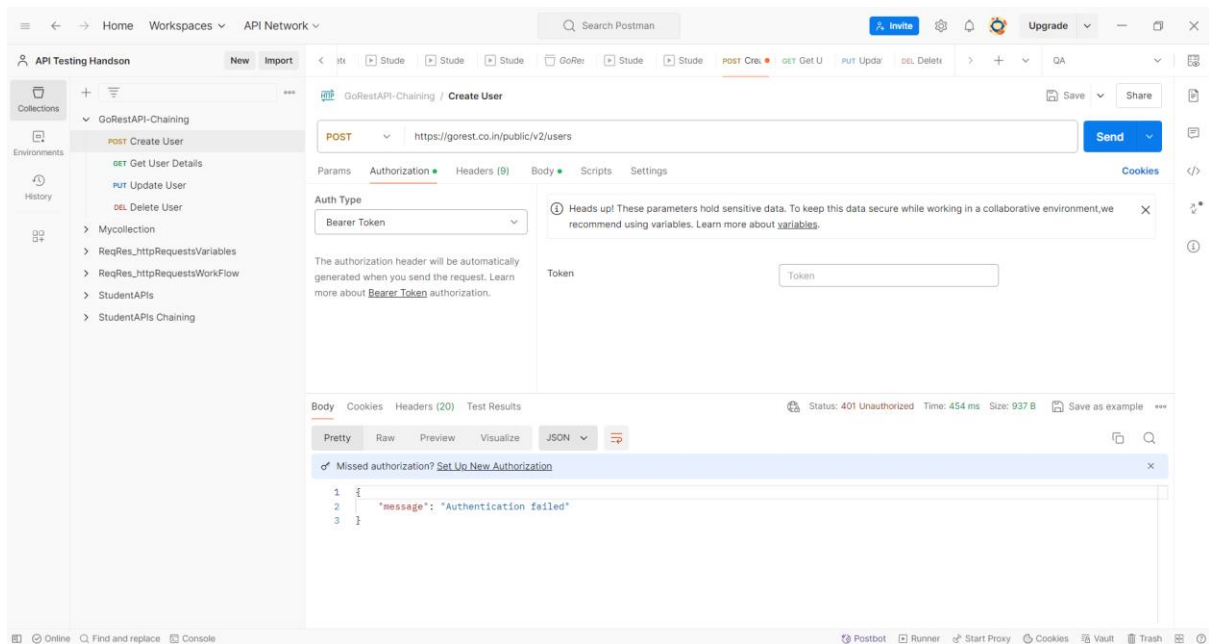 Home Workspaces API Network Search Postman Invite Upgrade
API Testing Handson New Import Stude Stude Stude GoRes Stude Stude POST Cre GET Get U PUT Updat DEL Delete QA
Collections
GoRestAPI-Chaining
POST Create User
GET Get User Details
PUT Update User
DEL Delete User
Mycollection
ReqRes_httpRequestsVariables
ReqRes_httpRequestsWorkFlow
StudentAPIs
StudentAPIs Chaining
Environments
History
HTTP GoRestAPI-Chaining / Create User Save Share
POST https://gorest.co.in/public/v2/users Send
Params Authorization Headers (9) Body Scripts Settings Cookies
Auth Type
Bearer Token
The authorization header will be automatically
generated when you send the request. Learn
more about Bearer Token authorization.
Heads up! These parameters hold sensitive data. To keep this data secure while working in a collaborative environment,we
recommend using variables. Learn more about variables.
Token Token
Body Cookies Headers (20) Test Results Status: 401 Unauthorized Time: 454 ms Size: 937 B Save as example
Pretty Raw Preview Visualize JSON
Missed authorization? Set Up New Authorization
1 {
2 "message": "Authentication failed"
3 }
Online Find and replace Console Postbot Runner Start Proxy Cookies Vault Trash